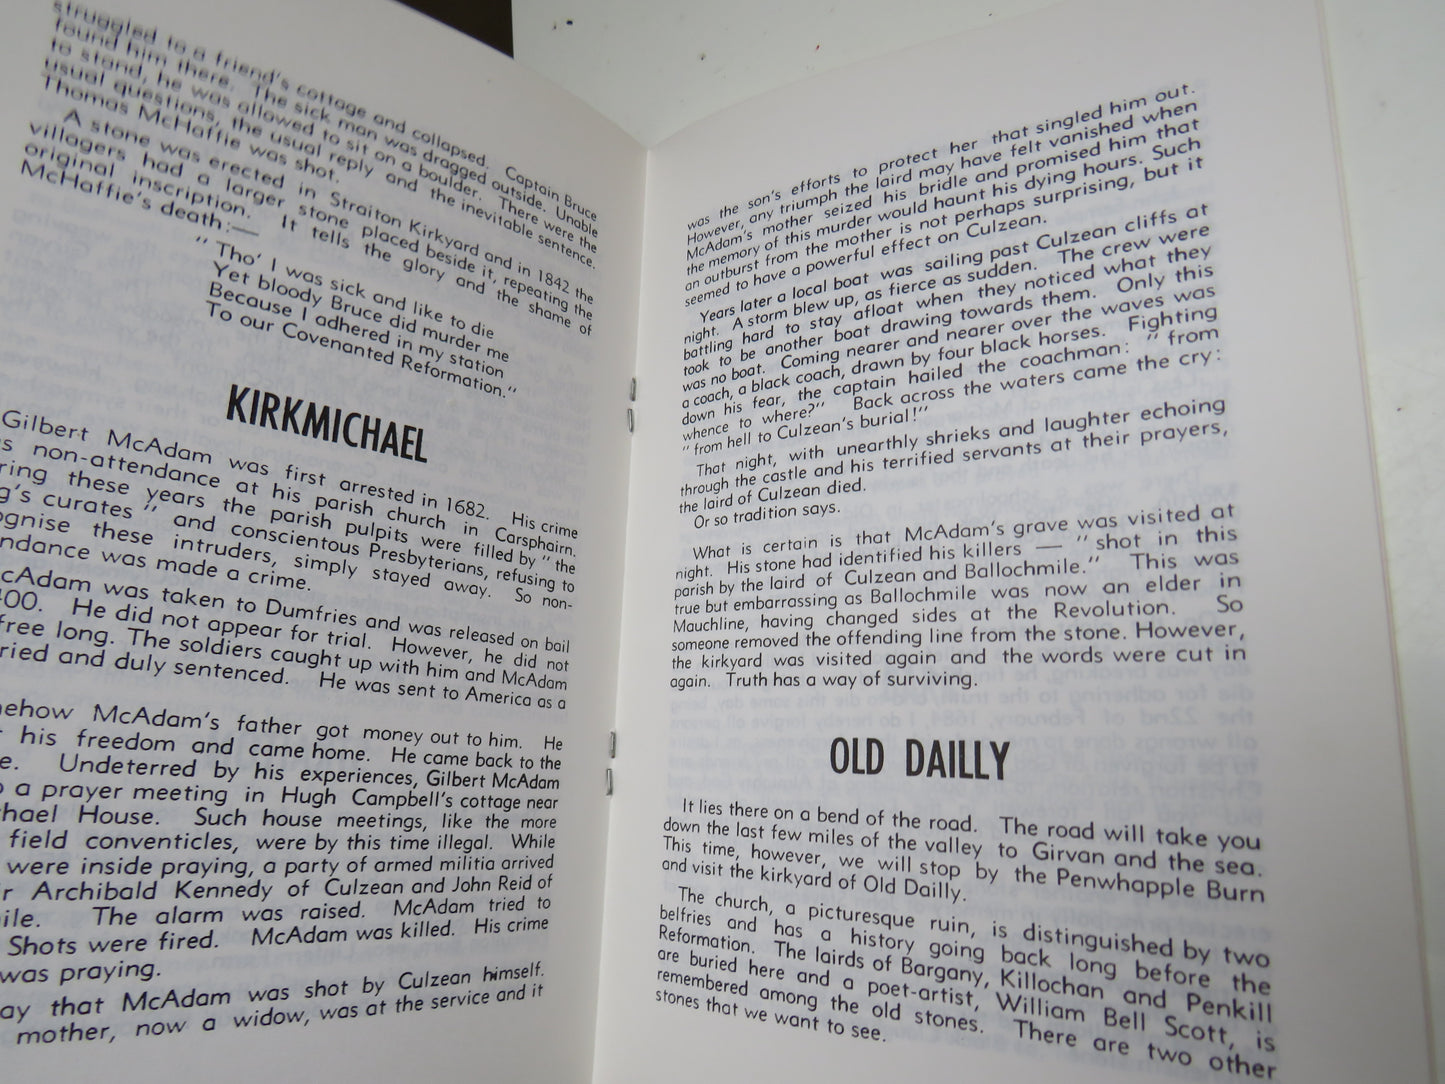 struggled to a friend's cottage and collapsed. Captain Bruce
found him there. The sick man was dragged outside. Unable
to stand, he was allowed to sit on a boulder. There were the
usual questions, the usual reply and the inevitable sentence.
Thomas McHaffie was shot.
A stone was erected in Straiton Kirkyard and in 1842 the
villagers had a larger stone placed beside it, repeating the
original inscription. It tells the glory and the shame of
McHaffie's death:—
" Tho' I was sick and like to die
Yet bloody Bruce did murder me
Because I adhered in my station
To our Covenanted Reformation."
KIRKMICHAEL
Gilbert McAdam was first arrested in 1682. His crime
s non-attendance at his parish church in Carsphairn.
ring these years the parish pulpits were filled by " the
g's curates " and conscientous Presbyterians, refusing to
ognise these intruders, simply stayed away. So non-
ndance was made a crime.
cAdam was taken to Dumfries and was released on bail
400. He did not appear for trial. However, he did not
free long. The soldiers caught up with him and McAdam
ried and duly sentenced. He was sent to America as a
ehow McAdam's father got money out to him. He
his freedom and came home. He came back to the
e. Undeterred by his experiences, Gilbert McAdam
o a prayer meeting in Hugh Campbell's cottage near
hael House. Such house meetings, like the more
field conventicles, were by this time illegal. While
were inside praying, a party of armed militia arrived
ir Archibald Kennedy of Culzean and John Reid of
ile. The alarm was raised. McAdam tried to
Shots were fired. McAdam was killed. His crime
was praying.
ay that McAdam was shot by Culzean himself.
mother, now a widow, was at the service and it
was the son's efforts to protect her that singled him out.
However, any triumph the laird may have felt vanished when
McAdam's mother seized his bridle and promised him that
the memory of this murder would haunt his dying hours. Such
an outburst from the mother is not perhaps surprising, but it
seemed to have a powerful effect on Culzean.
Years later a local boat was sailing past Culzean cliffs at
night. A storm blew up, as fierce as sudden. The crew were
battling hard to stay afloat when they noticed what they
took to be another boat drawing towards them. Only this
was no boat. Coming nearer and nearer over the waves was
a coach, a black coach, drawn by four black horses. Fighting
down his fear, the captain hailed the coachman: " from
whence to where?" Back across the waters came the cry:
" from hell to Culzean's burial!"
That night, with unearthly shrieks and laughter echoing
through the castle and his terrified servants at their prayers,
the laird of Culzean died.
Or so tradition says.
What is certain is that McAdam's grave was visited at
night. His stone had identified his killers — " shot in this
parish by the laird of Culzean and Ballochmile." This was
true but embarrassing as Ballochmile was now an elder in
Mauchline, having changed sides at the Revolution. So
someone removed the offending line from the stone. However,
the kirkyard was visited again and the words were cut in
again. Truth has a way of surviving.
OLD DAILLY
It lies there on a bend of the road. The road will take you
down the last few miles of the valley to Girvan and the sea.
This time, however, we will stop by the Penwhapple Burn
and visit the kirkyard of Old Dailly.
The church, a picturesque ruin, is distinguished by two
belfries and has a history going back long before the
Reformation. The lairds of Bargany, Killochan and Penkill
are buried here and a poet-artist, William Bell Scott, is
remembered among the old stones. There are two other
stones that we want to see.